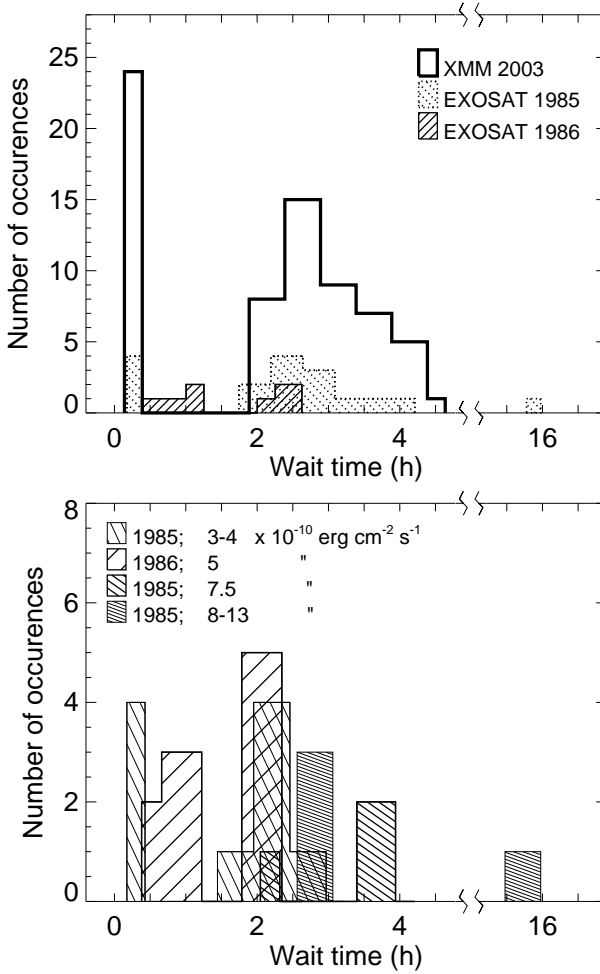 25
20
15
10
5
0
Number of occurences
XMM 2003
EXOSAT 1985
EXOSAT 1986
0 2 4 16
Wait time (h)
8
6
4
2
0
Number of occurences
1985; 3-4 x 10⁻¹⁰ erg cm⁻² s⁻¹
1986; 5 "
1985; 7.5 "
1985; 8-13 "
0 2 4 16
Wait time (h)